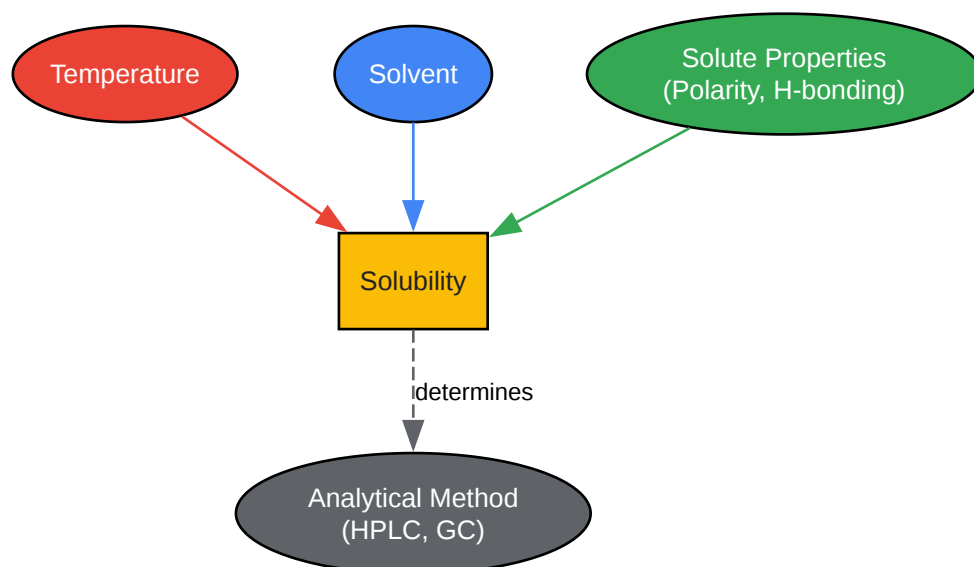 Temperature
Solvent
Solute Properties
(Polarity, H-bonding)
Solubility
determines
Analytical Method
(HPLC, GC)